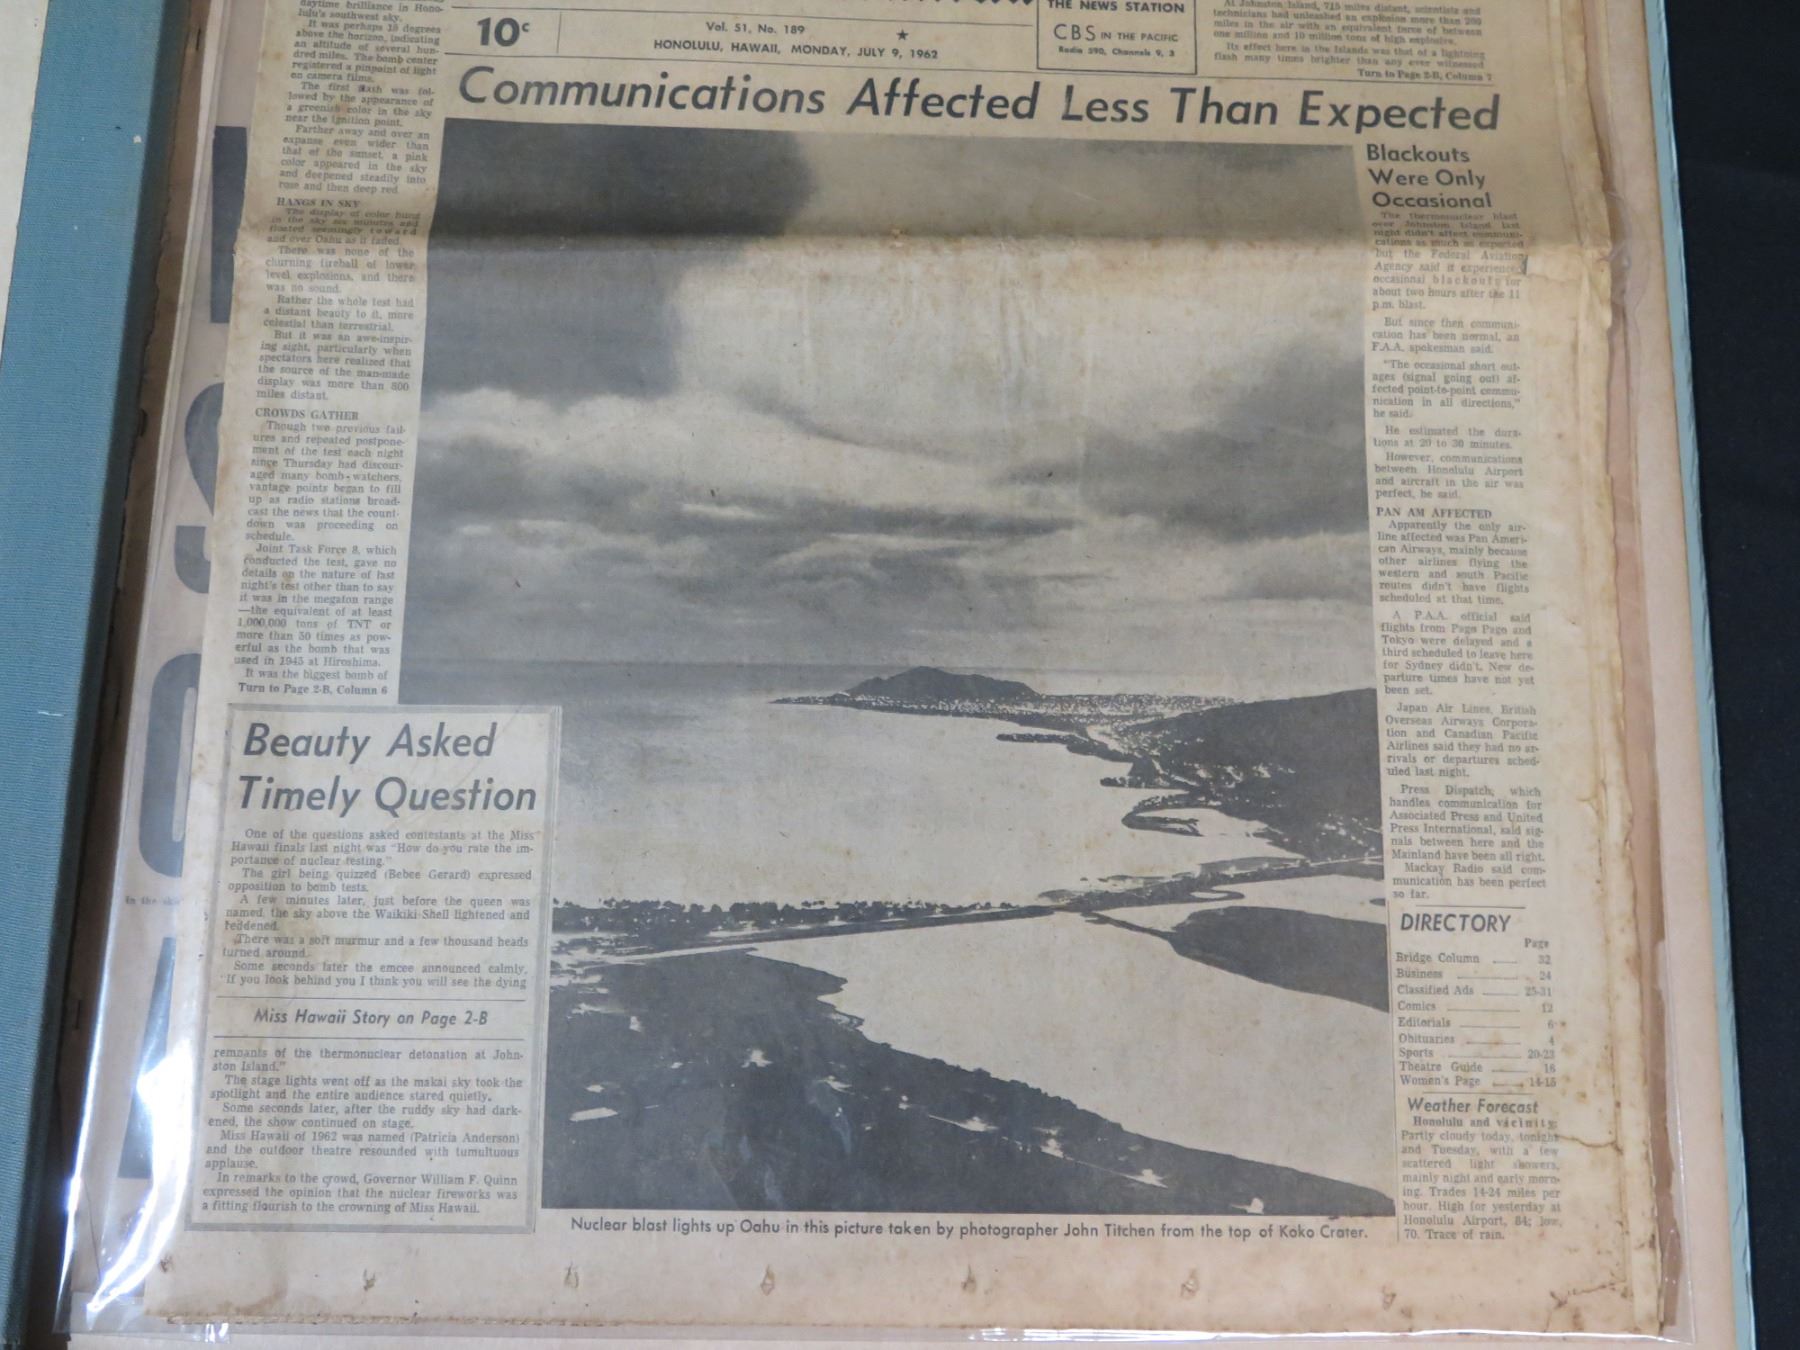 daytime brilliance in Hono-
lulu's southwest sky.
It was perhaps 15 degrees
above the horizon, indicating
an altitude of several hun-
dred miles. The bomb center
registered a pinpoint of light
on camera films.
The first flash was fol-
lowed by the appearance of
a greenish color in the sky
near the ignition point.
Farther away and over an
expanse even wider than
that of the sunset, a pink
color appeared in the sky
and deepened steadily into
rose and then deep red
HANGS IN SKY
The display of color hung
in the sky six minutes and
floated seemingly toward
and over Oahu as it faded.
There was none of the
churning fireball of lower
level explosions, and there
was no sound.
Rather the whole test had
a distant beauty to it, more
celestial than terrestrial.
But it was an awe-inspir-
ing sight, particularly when
spectators here realized that
the source of the man-made
display was more than 800
miles distant.
CROWDS GATHER
Though two previous fail-
ures and repeated postpone-
ment of the test each night
since Thursday had discour-
aged many bomb-watchers,
vantage points began to fill
up as radio stations broad-
cast the news that the count-
down was proceeding on
schedule.
Joint Task Force 8, which
conducted the test, gave no
details on the nature of last
night's test other than to say
it was in the megaton range
—the equivalent of at least
1,000,000 tons of TNT or
more than 50 times as pow-
erful as the bomb that was
used in 1945 at Hiroshima.
It was the biggest bomb of
Turn to Page 2-B, Column 6
10c
Vol. 51, No. 189
HONOLULU, HAWAII, MONDAY, JULY 9, 1962
THE NEWS STATION
CBS IN THE PACIFIC
Radio 590, Channels 9, 3
At Johnston Island, 715 miles distant, scientists and
technicians had unleashed an explosion more than 200
miles in the air with an equivalent force of between
one million and 10 million tons of high explosive.
Its effect here in the Islands was that of a lightning
flash many times brighter than any ever witnessed
Turn to Page 2-B, Column 7
Communications Affected Less Than Expected
Blackouts
Were Only
Occasional
The thermonuclear blast
over Johnston Island last
night didn't affect communi-
cations as much as expected
but the Federal Aviation
Agency said it experienced
occasional blackouts for
about two hours after the 11
p.m. blast.
But since then communi-
cation has been normal, an
F.A.A. spokesman said.
"The occasional short out-
ages (signal going out) af-
fected point-to-point commu-
nication in all directions,"
he said.
He estimated the dura-
tions at 20 to 30 minutes.
However, communications
between Honolulu Airport
and aircraft in the air was
perfect, he said.
PAN AM AFFECTED
Apparently the only air-
line affected was Pan Ameri-
can Airways, mainly because
other airlines flying the
western and south Pacific
routes didn't have flights
scheduled at that time.
A P.A.A. official said
flights from Pago Pago and
Tokyo were delayed and a
third scheduled to leave here
for Sydney didn't. New de-
parture times have not yet
been set.
Japan Air Lines, British
Overseas Airways Corpora-
tion and Canadian Pacific
Airlines said they had no ar-
rivals or departures sched-
uled last night.
Press Dispatch, which
handles communication for
Associated Press and United
Press International, said sig-
nals between here and the
Mainland have been all right.
Mackay Radio said com-
munication has been perfect
so far.
DIRECTORY
Page
Bridge Column 32
Business 24
Classified Ads 25-31
Comics 12
Editorials 6
Obituaries 4
Sports 20-23
Theatre Guide 16
Women's Page 14-15
Weather Forecast
Honolulu and vicinity:
Partly cloudy today, tonight
and Tuesday, with a few
scattered light showers,
mainly night and early morn-
ing. Trades 14-24 miles per
hour. High for yesterday at
Honolulu Airport, 84; low,
70. Trace of rain.
Beauty Asked
Timely Question
One of the questions asked contestants at the Miss
Hawaii finals last night was "How do you rate the im-
portance of nuclear testing."
The girl being quizzed (Bebee Gerard) expressed
opposition to bomb tests.
A few minutes later, just before the queen was
named, the sky above the Waikiki Shell lightened and
reddened.
There was a soft murmur and a few thousand heads
turned around.
Some seconds later the emcee announced calmly,
"If you look behind you I think you will see the dying
Miss Hawaii Story on Page 2-B
remnants of the thermonuclear detonation at John-
ston Island."
The stage lights went off as the makai sky took the
spotlight and the entire audience stared quietly.
Some seconds later, after the ruddy sky had dark-
ened, the show continued on stage.
Miss Hawaii of 1962 was named (Patricia Anderson)
and the outdoor theatre resounded with tumultuous
applause.
In remarks to the crowd, Governor William F. Quinn
expressed the opinion that the nuclear fireworks was
a fitting flourish to the crowning of Miss Hawaii.
Nuclear blast lights up Oahu in this picture taken by photographer John Titchen from the top of Koko Crater.
in the